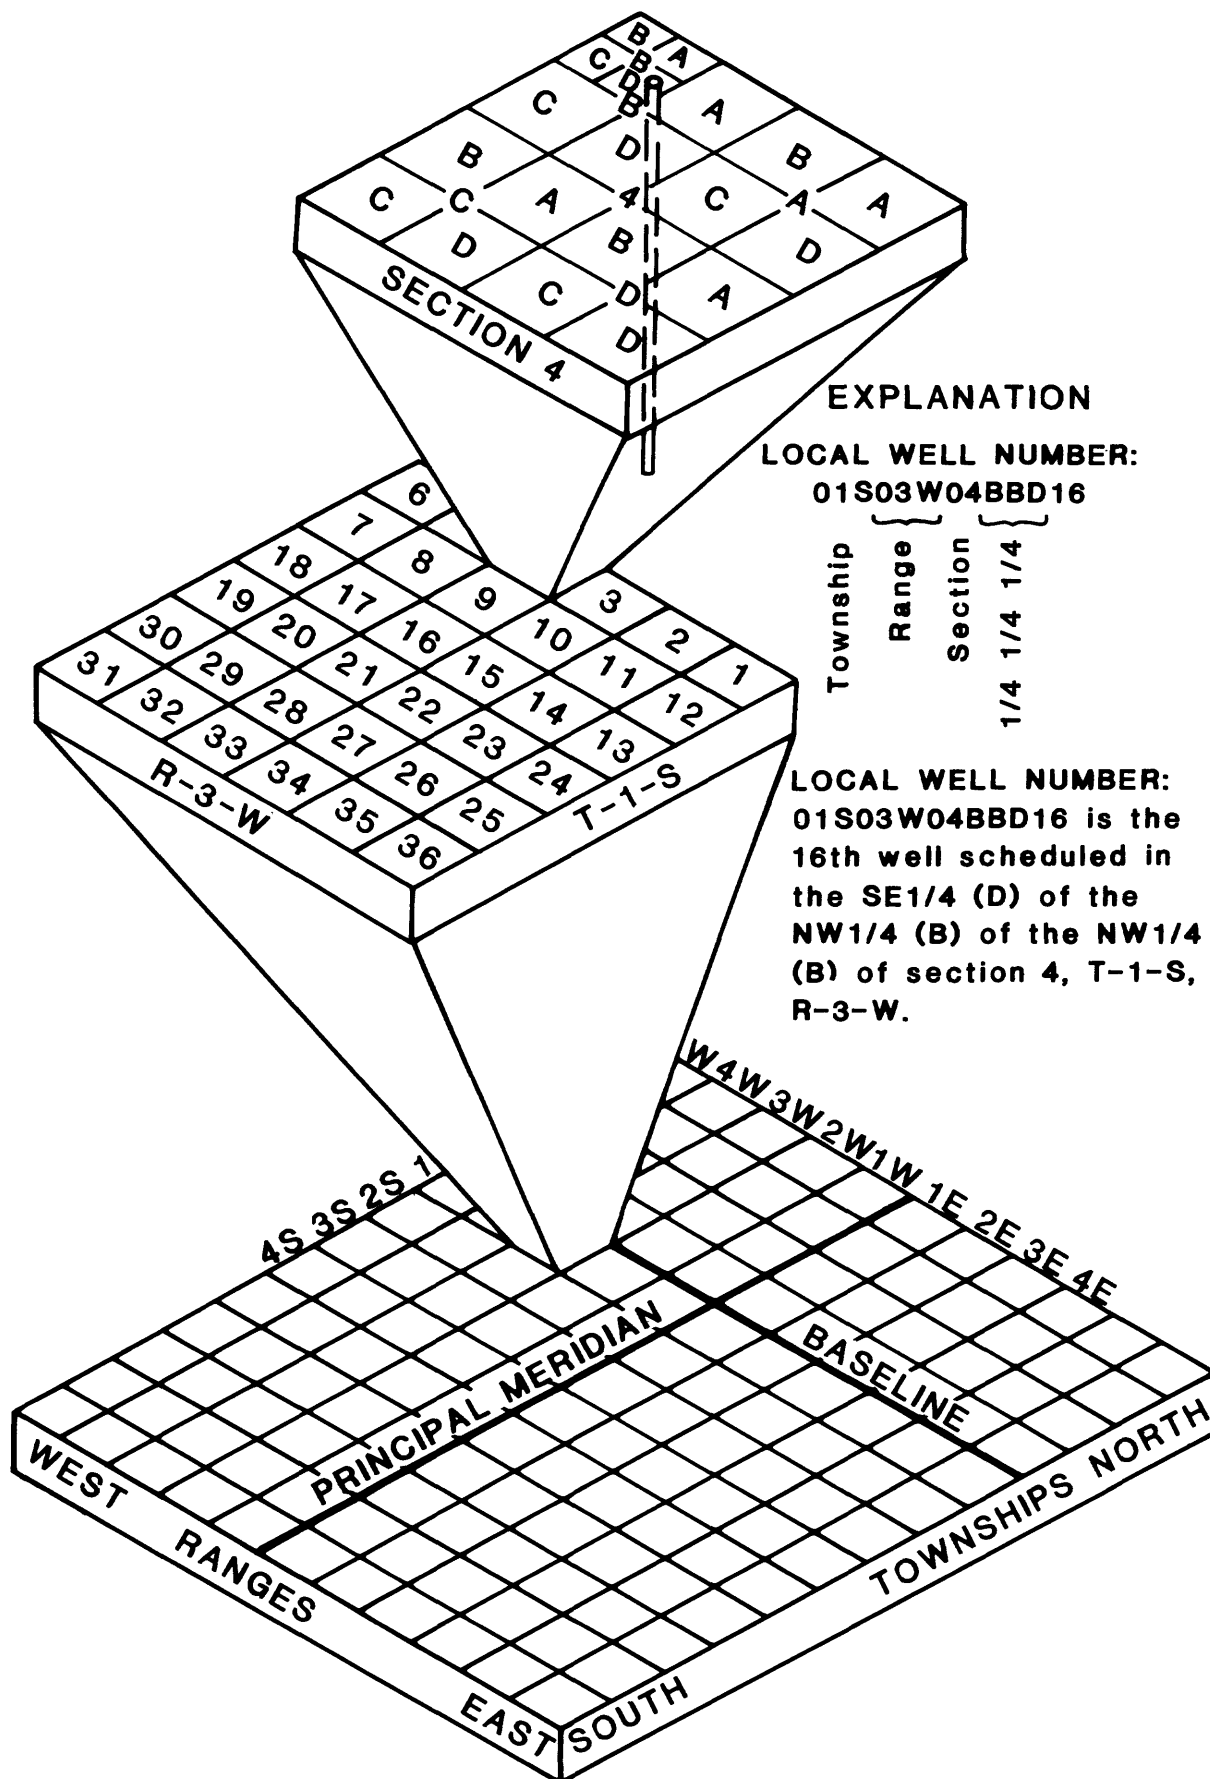 B A
C B
D
C B A
B D B
C C A 4 C A A
D B D
C D A
D
SECTION 4
EXPLANATION
LOCAL WELL NUMBER:
01S03W04BBD16
Township
Range
Section
1/4 1/4 1/4
6
7
18 8 3
19 17 9 2
30 20 16 10 1
31 29 21 15 11
32 28 22 14 12
33 27 23 13
34 26 24
35 25
36
R-3-W
T-1-S
LOCAL WELL NUMBER:
01S03W04BBD16 is the
16th well scheduled in
the SE1/4 (D) of the
NW1/4 (B) of the NW1/4
(B) of section 4, T-1-S,
R-3-W.
W 4W 3W 2W 1W 1E 2E 3E 4E
4S 3S 2S 1
PRINCIPAL MERIDIAN
BASELINE
WEST RANGES EAST
SOUTH TOWNSHIPS NORTH